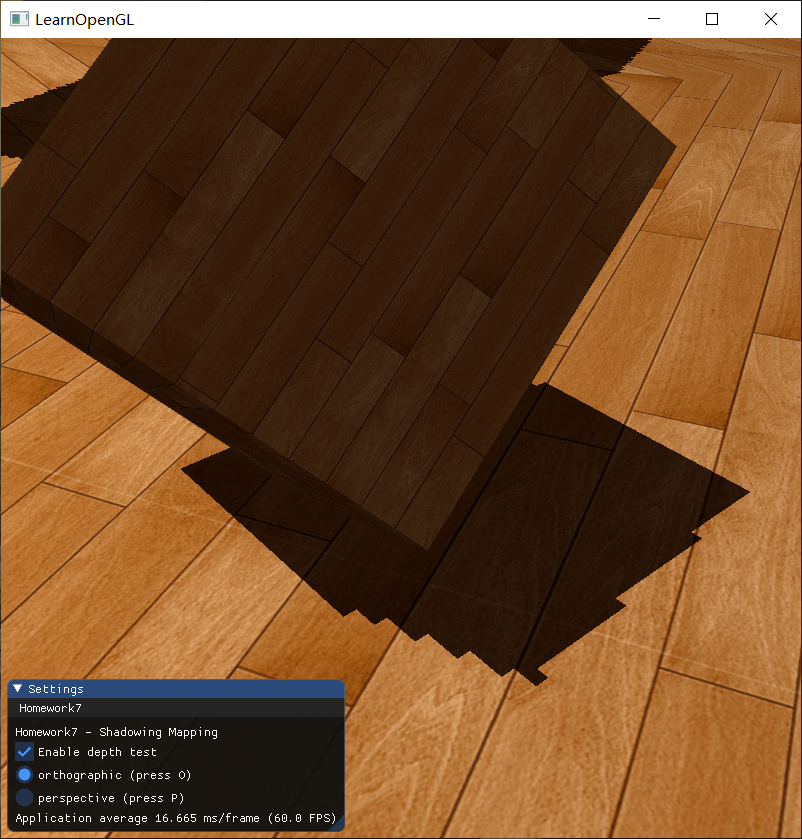 LearnOpenGL
Settings
Homework7
Homework7 - Shadowing Mapping
Enable depth test
orthographic (press O)
perspective (press P)
Application average 16.665 ms/frame (60.0 FPS)